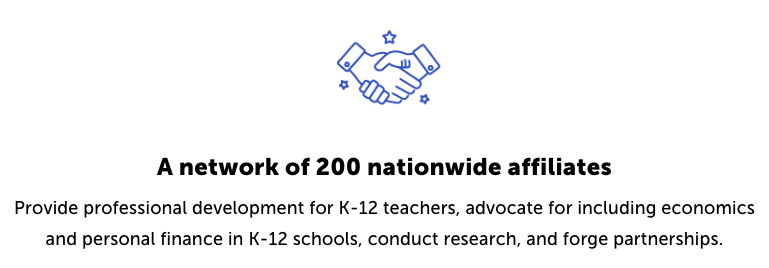 A network of 200 nationwide affiliates
Provide professional development for K-12 teachers, advocate for including economics
and personal finance in K-12 schools, conduct research, and forge partnerships.